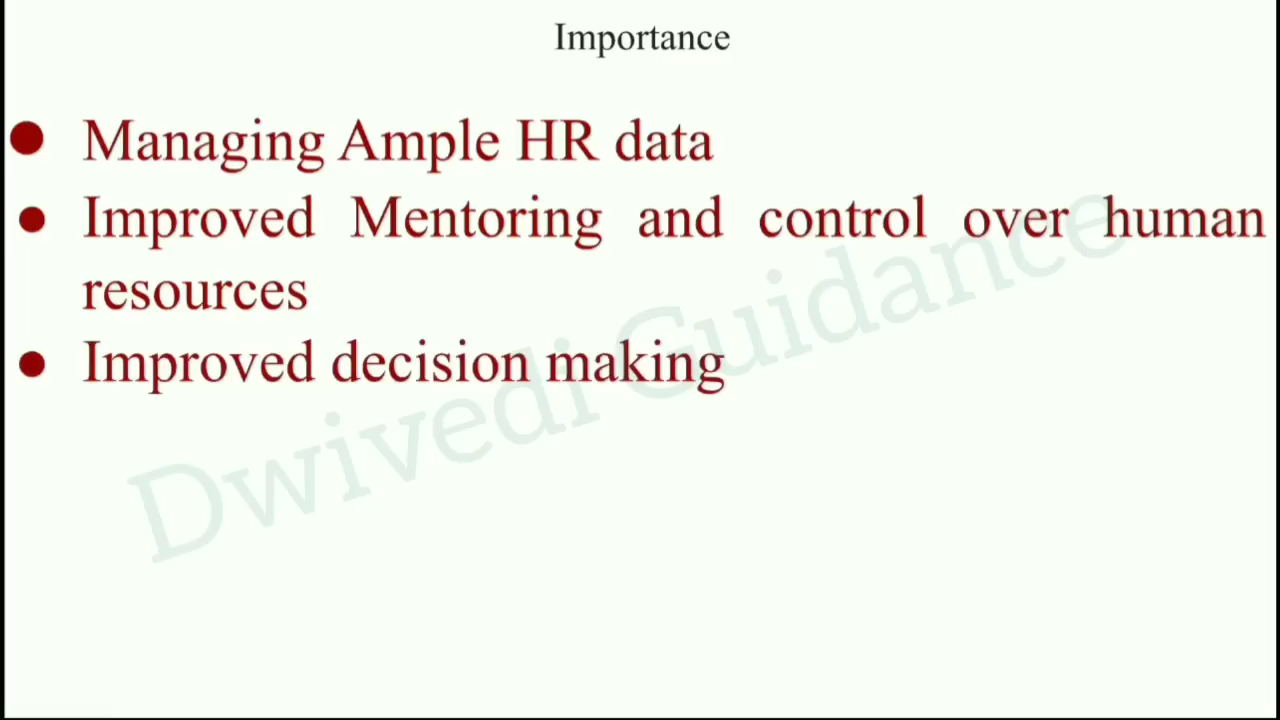 Importance
● Managing Ample HR data
● Improved Mentoring and control over human
resources
● Improved decision making
Dwivedi Guidance